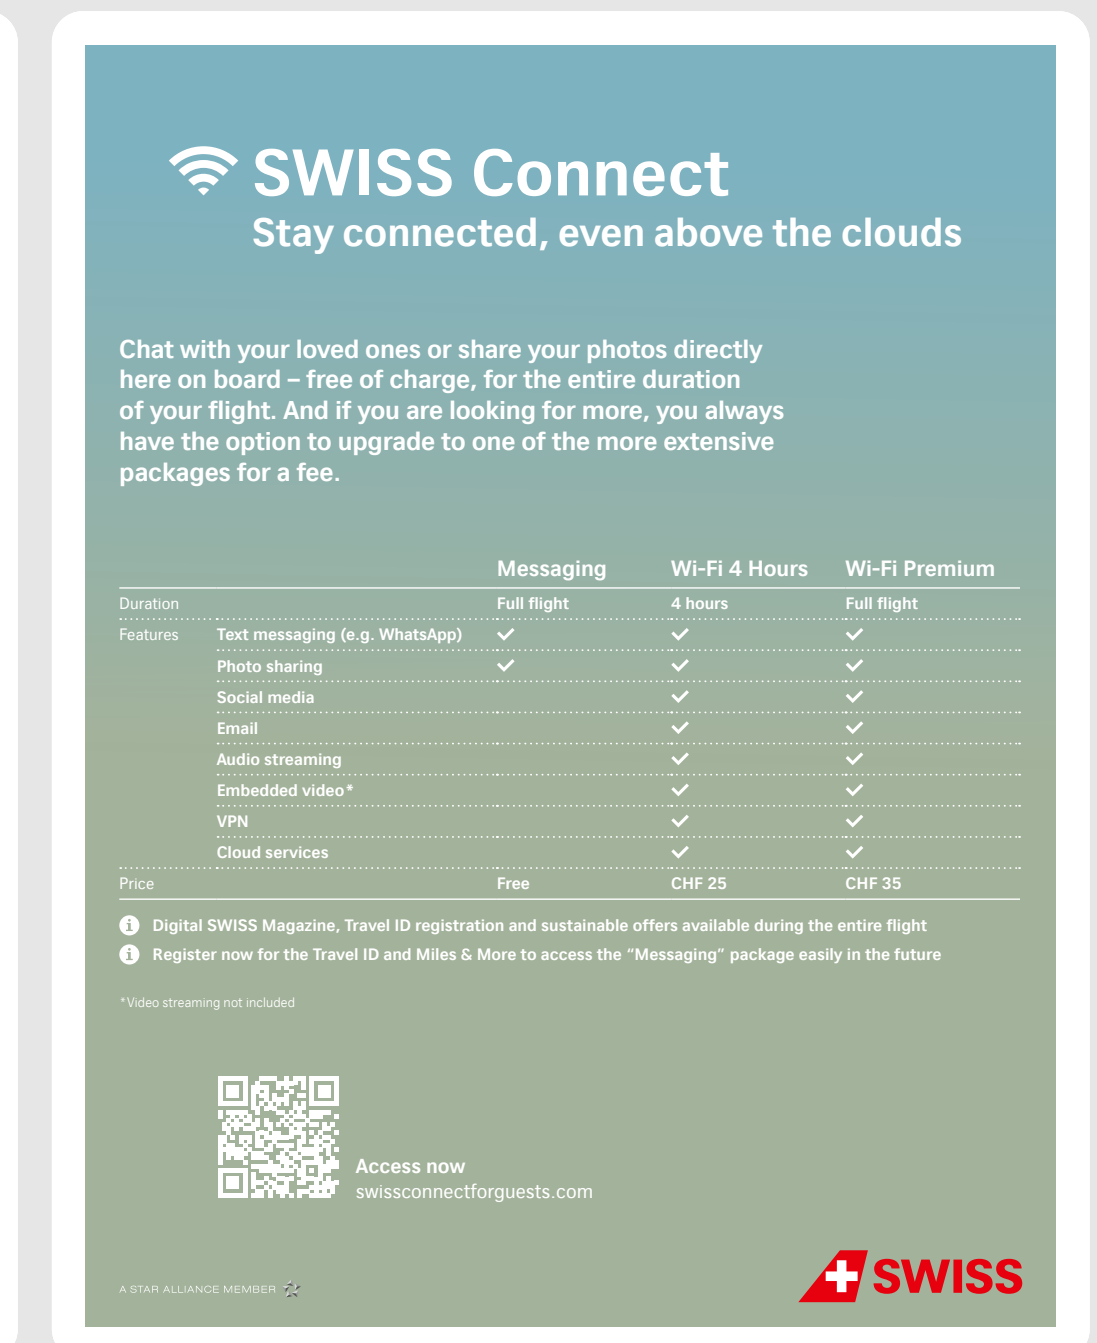 SWISS Connect
Stay connected, even above the clouds
Chat with your loved ones or share your photos directly
here on board – free of charge, for the entire duration
of your flight. And if you are looking for more, you always
have the option to upgrade to one of the more extensive
packages for a fee.
Messaging Wi-Fi 4 Hours Wi-Fi Premium
Duration Full flight 4 hours Full flight
Features Text messaging (e.g. WhatsApp) ✓ ✓ ✓
Photo sharing ✓ ✓ ✓
Social media ✓ ✓
Email ✓ ✓
Audio streaming ✓ ✓
Embedded video* ✓ ✓
VPN ✓ ✓
Cloud services ✓ ✓
Price Free CHF 25 CHF 35
Digital SWISS Magazine, Travel ID registration and sustainable offers available during the entire flight
Register now for the Travel ID and Miles & More to access the “Messaging” package easily in the future
*Video streaming not included
Access now
swissconnectforguests.com
A STAR ALLIANCE MEMBER
SWISS